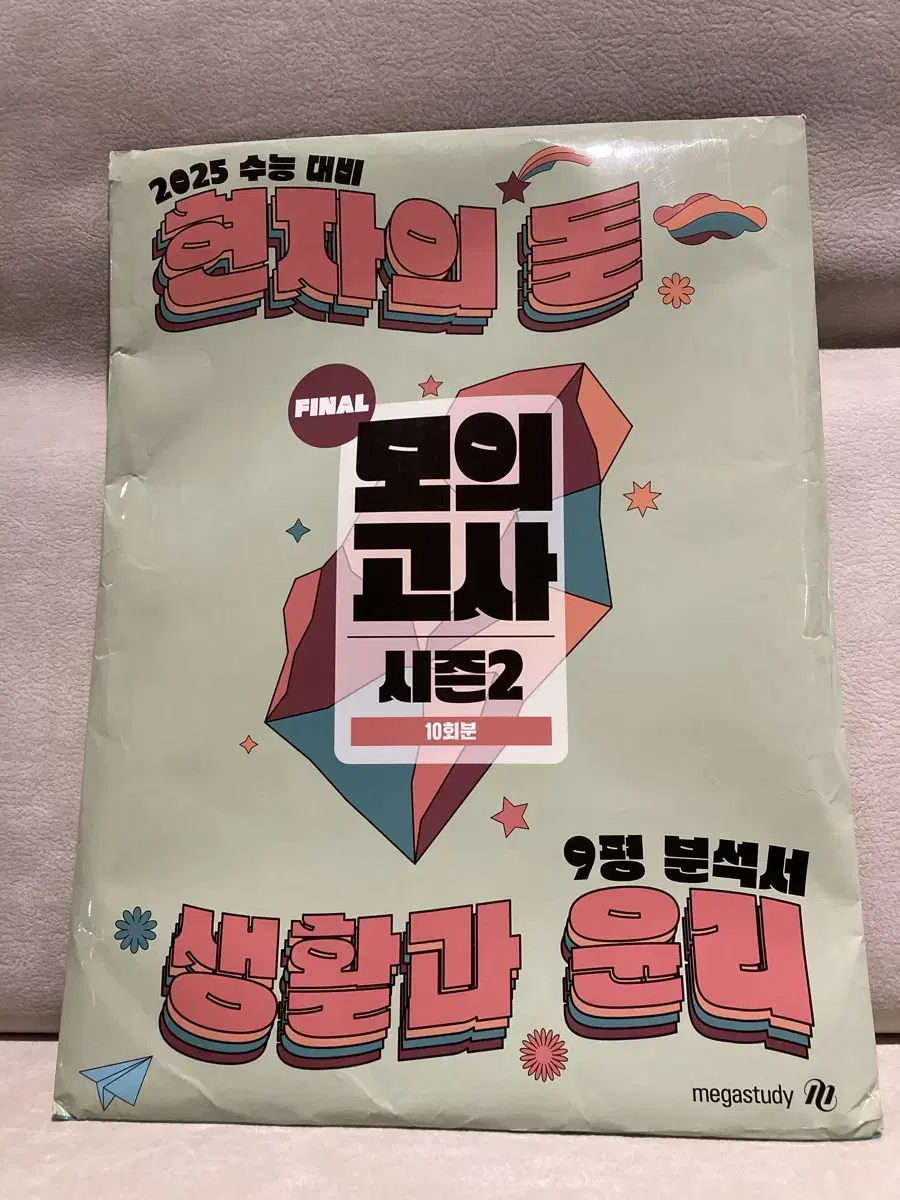 2025 수능 대비
현자의 돌
FINAL
모의
고사
시즌2
10회분
9평 분석서
생활과 윤리
megastudy